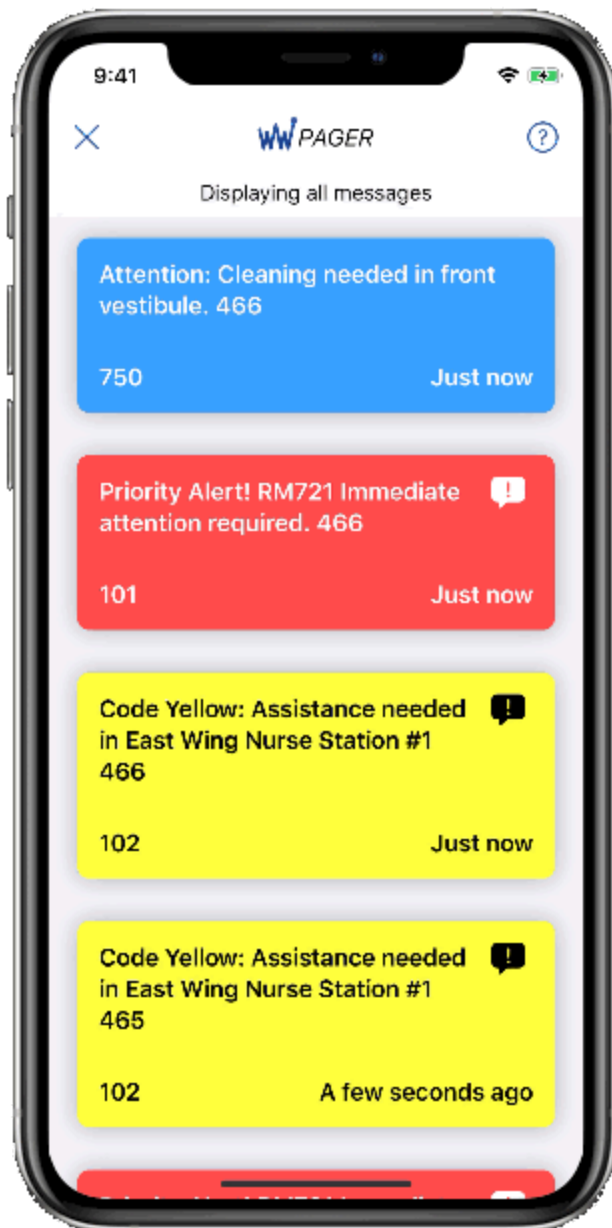 9:41
WW PAGER
Displaying all messages
Attention: Cleaning needed in front
vestibule. 466
750 Just now
Priority Alert! RM721 Immediate
attention required. 466
101 Just now
Code Yellow: Assistance needed
in East Wing Nurse Station #1
466
102 Just now
Code Yellow: Assistance needed
in East Wing Nurse Station #1
465
102 A few seconds ago